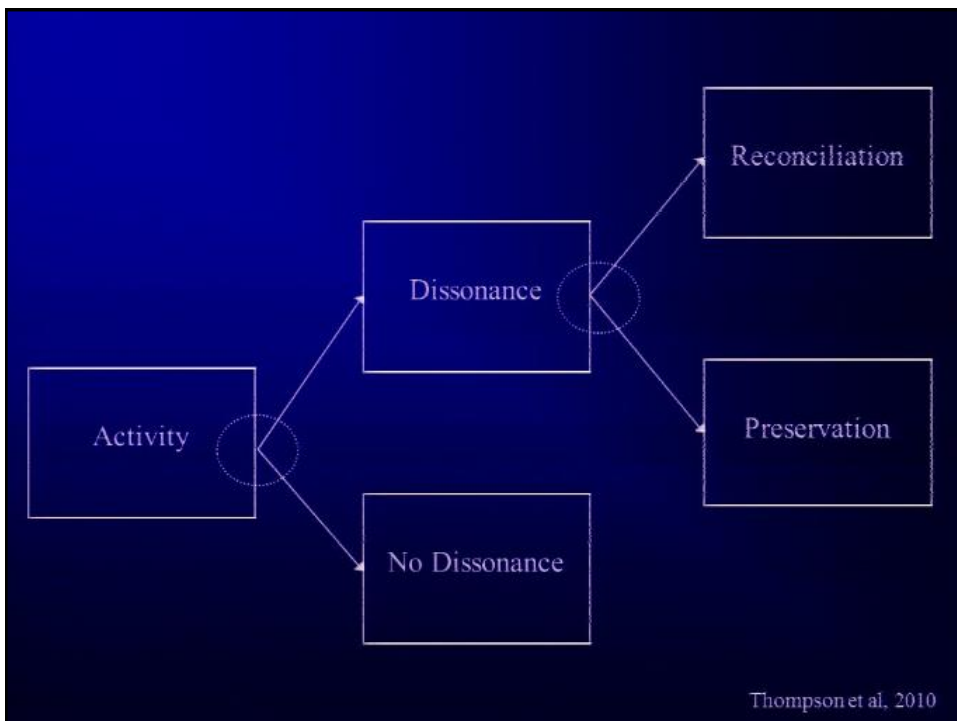 Reconciliation
Dissonance
Activity
Preservation
No Dissonance
Thompson et al, 2010